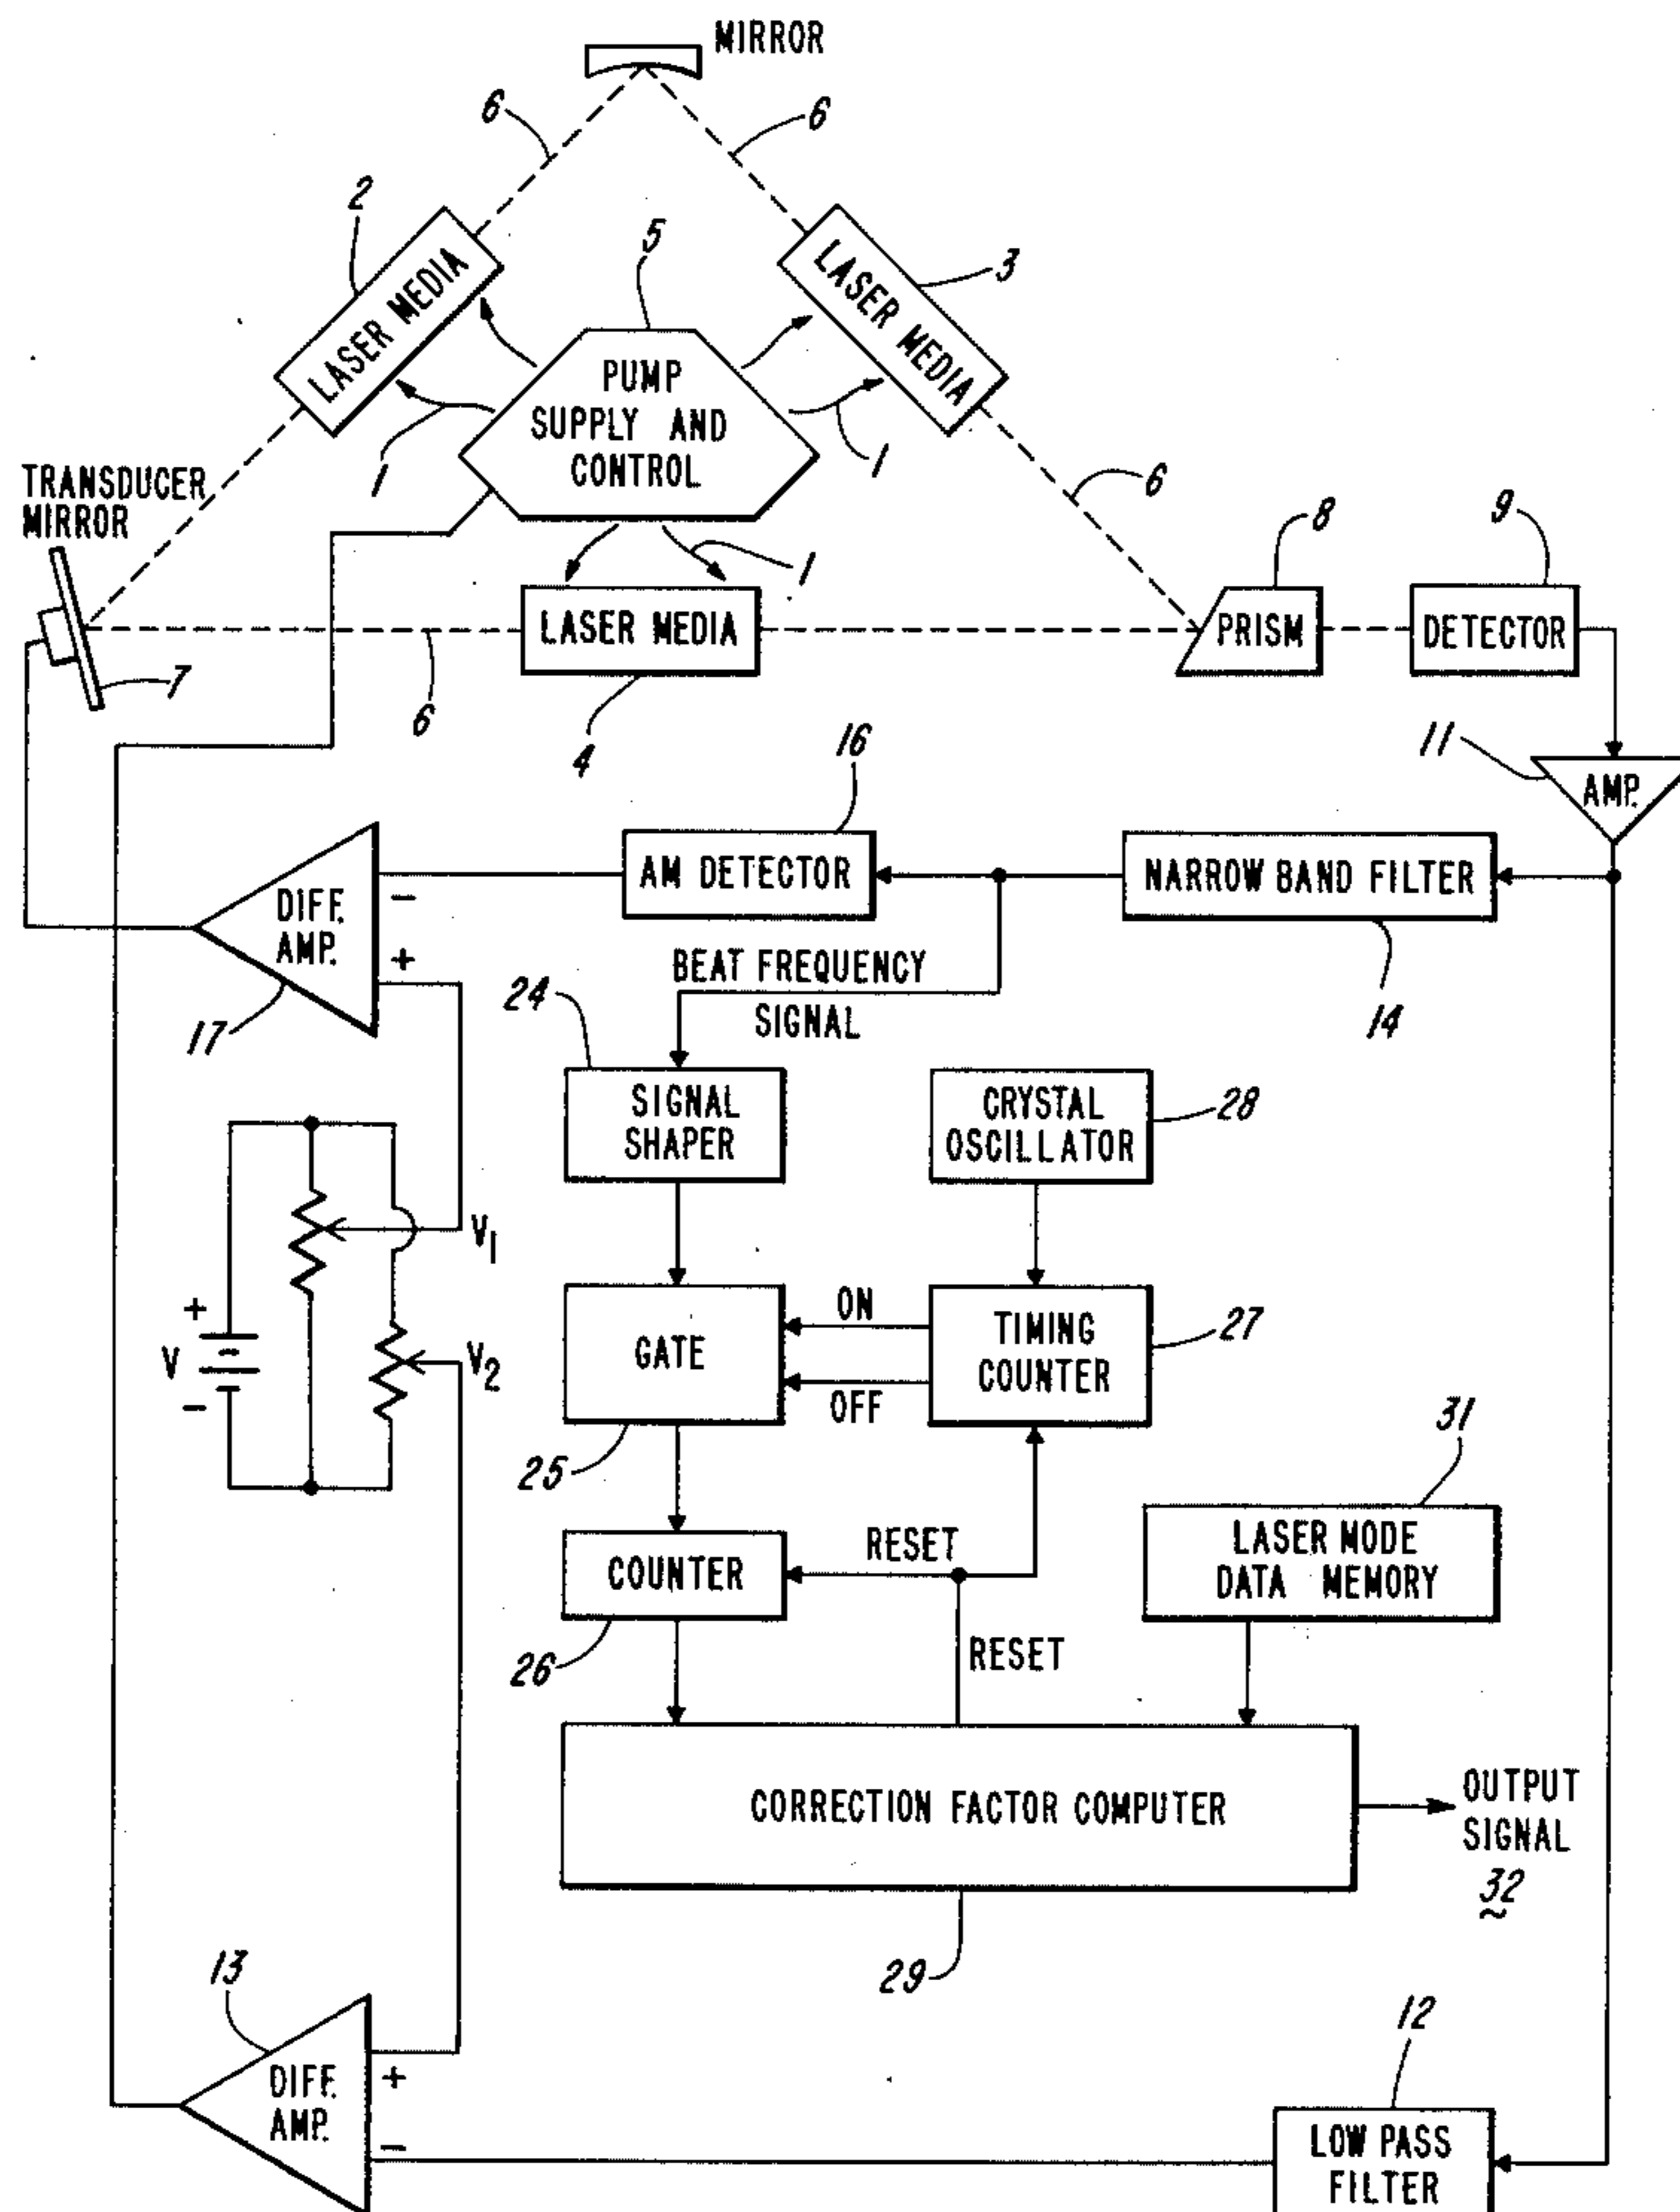 MIRROR
6
6
2
5
3
LASER MEDIA
LASER MEDIA
PUMP
SUPPLY AND
CONTROL
1
1
6
TRANSDUCER
MIRROR
8
9
1
LASER MEDIA
PRISM
DETECTOR
7
6
4
16
11
AMP.
AM DETECTOR
NARROW BAND FILTER
DIFF.
AMP.
-
+
BEAT FREQUENCY
SIGNAL
24
17
14
SIGNAL
SHAPER
CRYSTAL
OSCILLATOR
28
V1
+
V
-
V2
GATE
ON
OFF
TIMING
COUNTER
27
25
31
COUNTER
RESET
LASER MODE
DATA MEMORY
26
RESET
CORRECTION FACTOR COMPUTER
OUTPUT
SIGNAL
32
29
13
12
DIFF.
AMP.
+
-
LOW PASS
FILTER